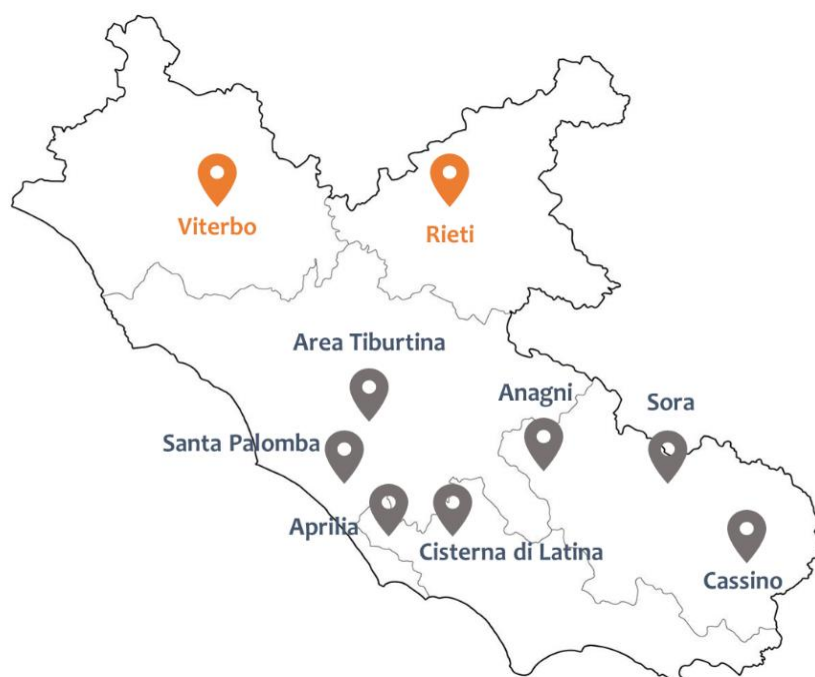 Viterbo
Rieti
Area Tiburtina
Anagni
Sora
Santa Palomba
Aprilia
Cisterna di Latina
Cassino